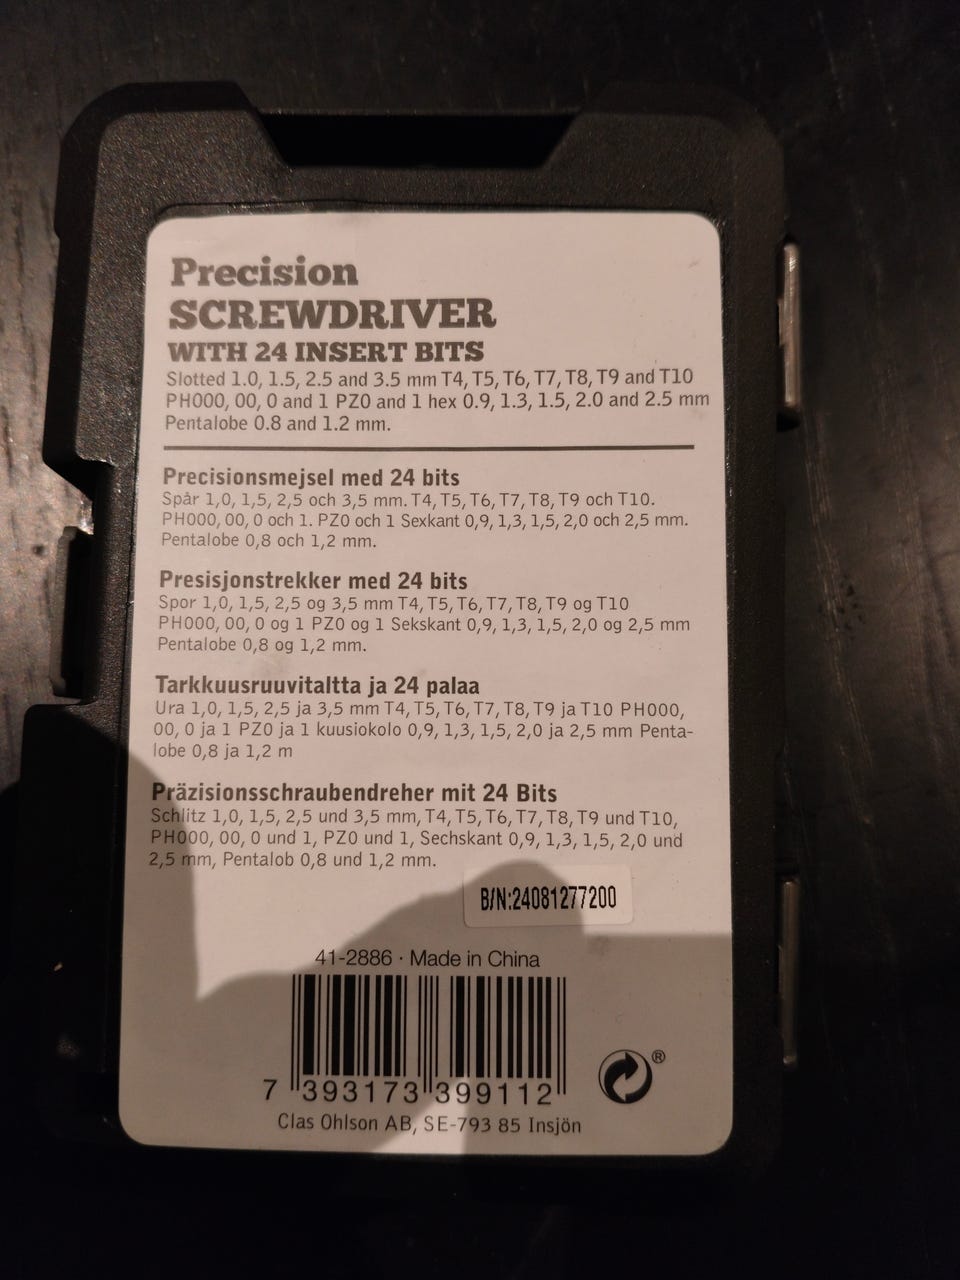 Precision
SCREWDRIVER
WITH 24 INSERT BITS
Slotted 1.0, 1.5, 2.5 and 3.5 mm T4, T5, T6, T7, T8, T9 and T10
PH000, 00, 0 and 1 PZ0 and 1 hex 0.9, 1.3, 1.5, 2.0 and 2.5 mm
Pentalobe 0.8 and 1.2 mm.
Precisionsmejsel med 24 bits
Spår 1,0, 1,5, 2,5 och 3,5 mm. T4, T5, T6, T7, T8, T9 och T10.
PH000, 00, 0 och 1. PZ0 och 1 Sexkant 0,9, 1,3, 1,5, 2,0 och 2,5 mm.
Pentalobe 0,8 och 1,2 mm.
Presisjonstrekker med 24 bits
Spor 1,0, 1,5, 2,5 og 3,5 mm T4, T5, T6, T7, T8, T9 og T10
PH000, 00, 0 og 1 PZ0 og 1 Sekskant 0,9, 1,3, 1,5, 2,0 og 2,5 mm
Pentalobe 0,8 og 1,2 mm.
Tarkkuusruuvitaltta ja 24 palaa
Ura 1,0, 1,5, 2,5 ja 3,5 mm T4, T5, T6, T7, T8, T9 ja T10 PH000,
00, 0 ja 1 PZ0 ja 1 kuusiokolo 0,9, 1,3, 1,5, 2,0 ja 2,5 mm Penta-
lobe 0,8 ja 1,2 m
Präzisionsschraubendreher mit 24 Bits
Schlitz 1,0, 1,5, 2,5 und 3,5 mm, T4, T5, T6, T7, T8, T9 und T10,
PH000, 00, 0 und 1, PZ0 und 1, Sechskant 0,9, 1,3, 1,5, 2,0 und
2,5 mm, Pentalob 0,8 und 1,2 mm.
B/N:24081277200
41-2886 · Made in China
7 393173 399112
®
Clas Ohlson AB, SE-793 85 Insjön